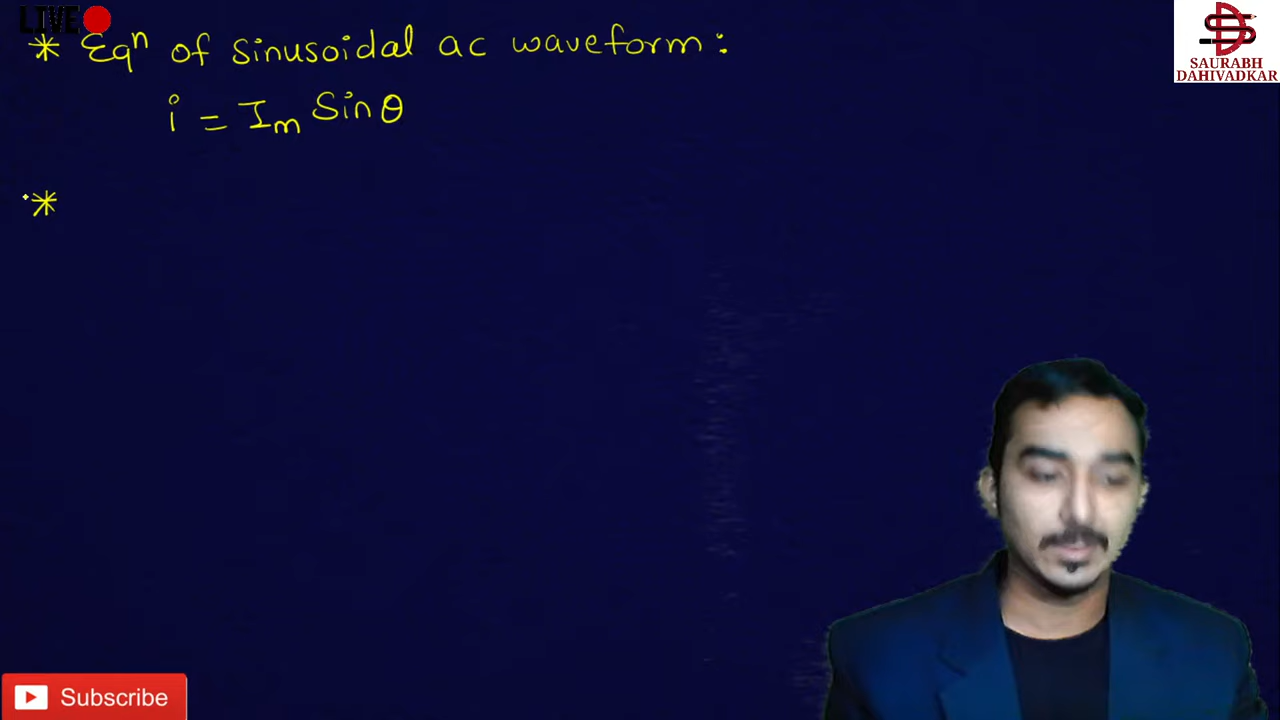 LIVE
* Eqn of sinusoidal ac waveform:
i = Im Sinθ
*
SAURABH
DAHIVADKAR
Subscribe